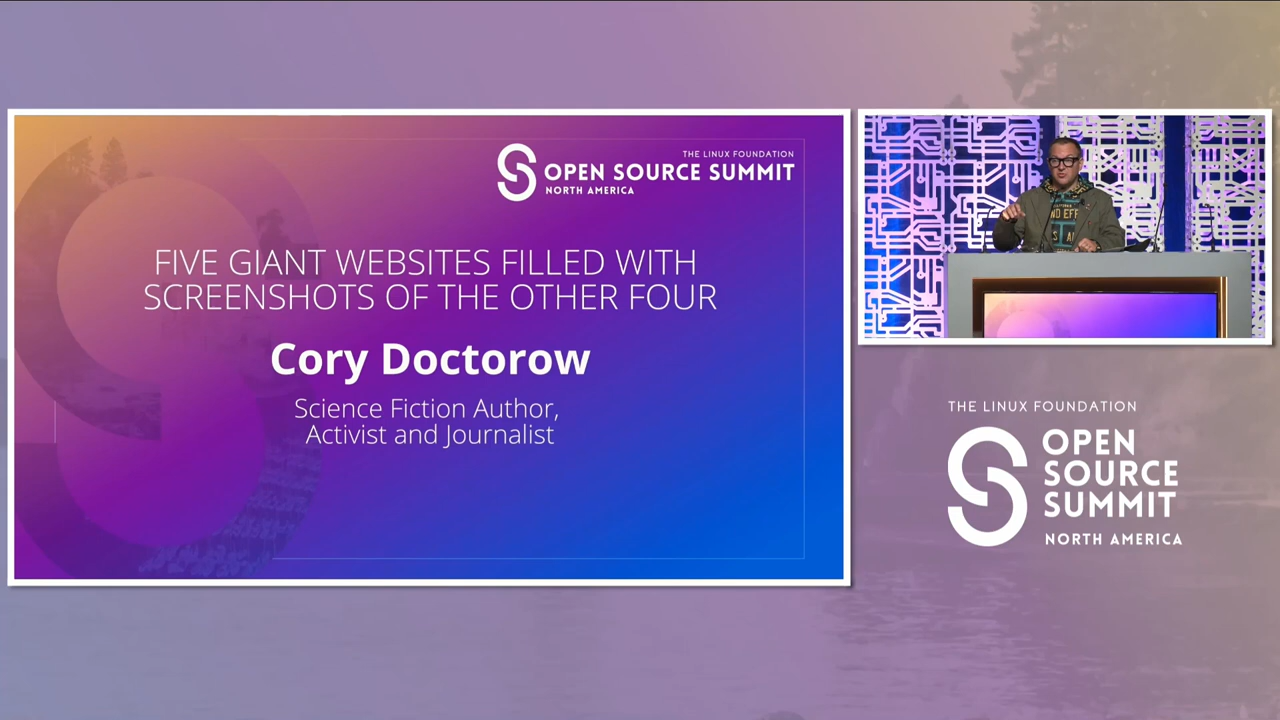 THE LINUX FOUNDATION
OPEN SOURCE SUMMIT
NORTH AMERICA
FIVE GIANT WEBSITES FILLED WITH
SCREENSHOTS OF THE OTHER FOUR
Cory Doctorow
Science Fiction Author,
Activist and Journalist
THE LINUX FOUNDATION
OPEN
SOURCE
SUMMIT
NORTH AMERICA